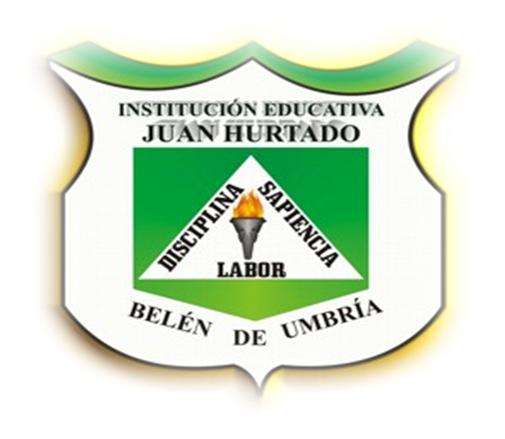 INSTITUCIÓN EDUCATIVA
JUAN HURTADO
DISCIPLINA
SAPIENCIA
LABOR
BELÉN DE UMBRÍA